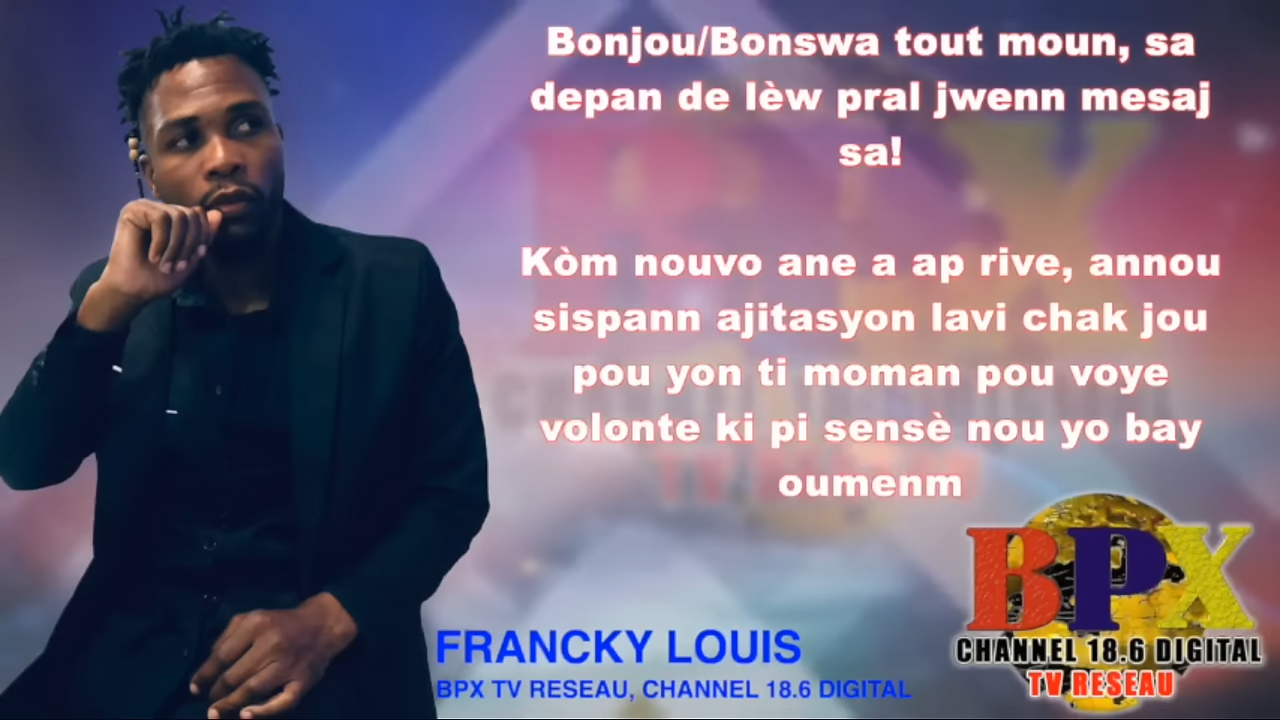 Bonjou/Bonswa tout moun, sa
depan de lèw pral jwenn mesaj
sa!
Kòm nouvo ane a ap rive, annou
sispann ajitasyon lavi chak jou
pou yon ti moman pou voye
volonte ki pi sensè nou yo bay
oumenm
FRANCKY LOUIS
BPX TV RESEAU, CHANNEL 18.6 DIGITAL
BPX
CHANNEL 18.6 DIGITAL
TV RESEAU